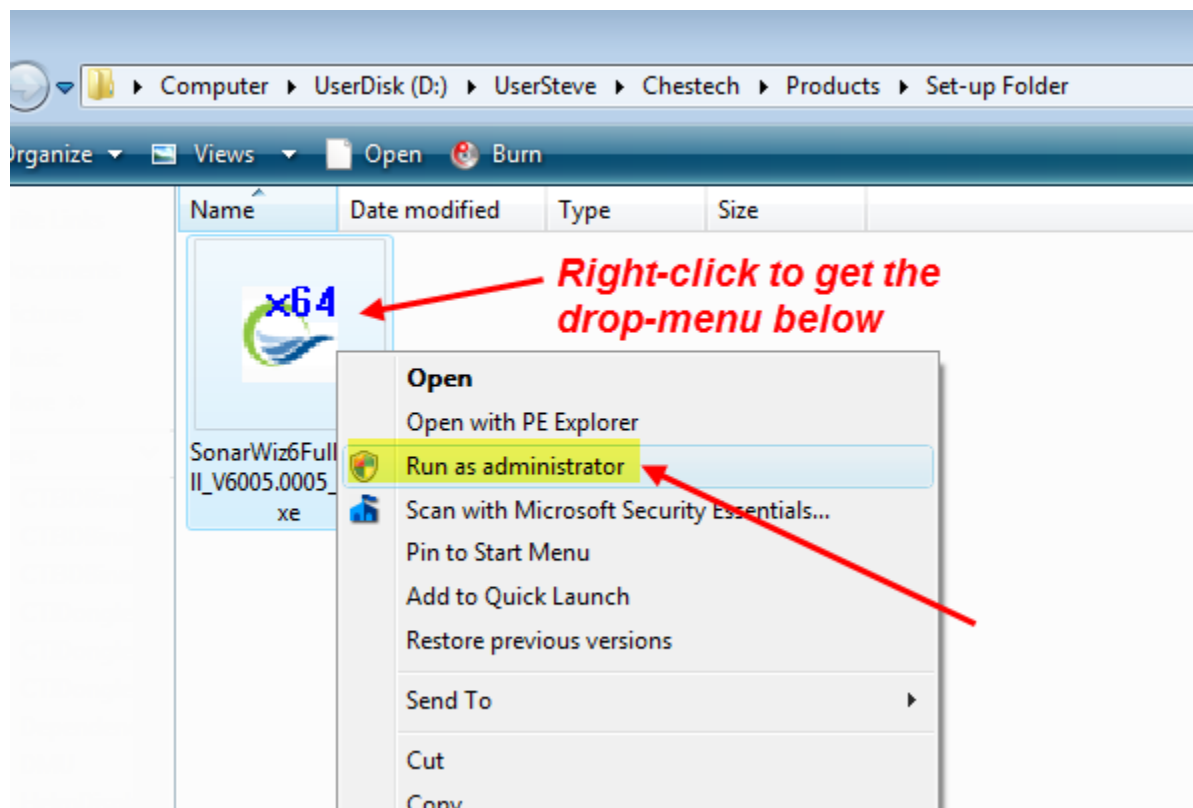 Computer ▸ UserDisk (D:) ▸ UserSteve ▸ Chestech ▸ Products ▸ Set-up Folder
Organize Views Open Burn
Name Date modified Type Size
x64
Right-click to get the
drop-menu below
SonarWiz6Full
II_V6005.0005_
xe
Open
Open with PE Explorer
Run as administrator
Scan with Microsoft Security Essentials...
Pin to Start Menu
Add to Quick Launch
Restore previous versions
Send To
Cut
Copy